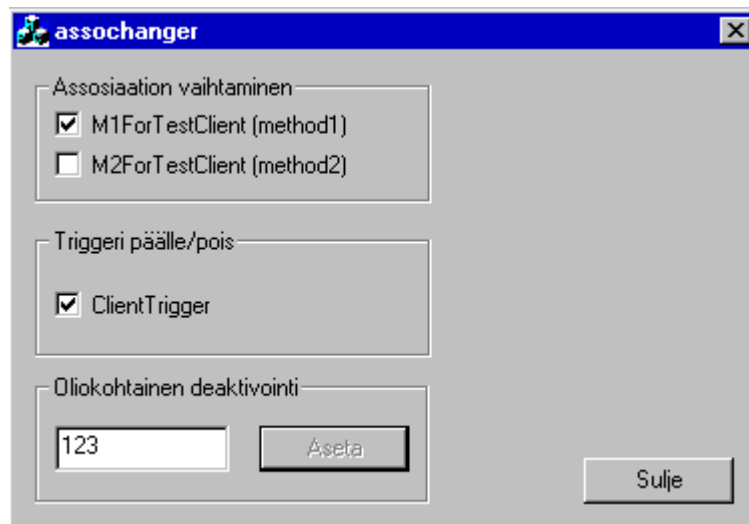 assochanger
Assosiaation vaihtaminen
M1ForTestClient (method1)
M2ForTestClient (method2)
Triggeri päälle/pois
ClientTrigger
Oliokohtainen deaktivointi
123
Aseta
Sulje